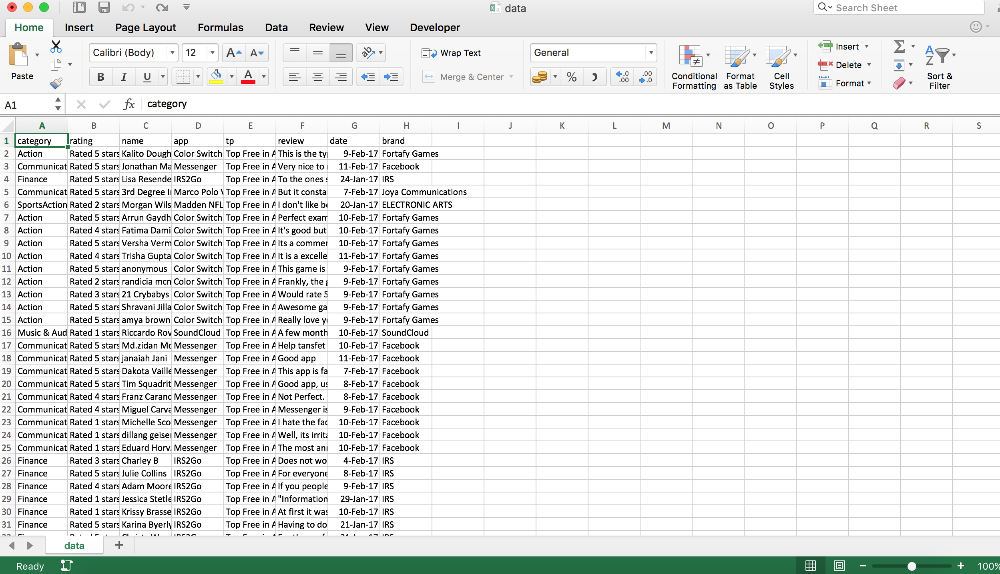 data
Search Sheet
Home Insert Page Layout Formulas Data Review View Developer
Paste
Calibri (Body) 12
B I U
Wrap Text
Merge & Center
General
Conditional Formatting
Format as Table
Cell Styles
Insert
Delete
Format
Sort & Filter
A1 fx category
A B C D E F G H I J K L M N O P Q R S
1 category rating name app tp review date brand
2 Action Rated 5 stars Kalito Dough Color Switch Top Free in A This is the ty 9-Feb-17 Fortafy Games
3 Communicat Rated 5 stars Jonathan Ma Messenger Top Free in A Very nice to 11-Feb-17 Facebook
4 Finance Rated 5 stars Lisa Resende IRS2Go Top Free in A To the ones 24-Jan-17 IRS
5 Communicat Rated 5 stars 3rd Degree Marco Polo Top Free in A But it consta 7-Feb-17 Joya Communications
6 SportsAction Rated 2 stars Morgan Wils Madden NFL Top Free in A I don't like be 20-Jan-17 ELECTRONIC ARTS
7 Action Rated 5 stars Arrun Gaydh Color Switch Top Free in A Perfect exam 10-Feb-17 Fortafy Games
8 Action Rated 4 stars Fatima Dami Color Switch Top Free in A It's good but 10-Feb-17 Fortafy Games
9 Action Rated 5 stars Versha Verm Color Switch Top Free in A Its a commer 10-Feb-17 Fortafy Games
10 Action Rated 4 stars Trisha Gupta Color Switch Top Free in A It is a excelle 11-Feb-17 Fortafy Games
11 Action Rated 5 stars anonymous Color Switch Top Free in A This game is 9-Feb-17 Fortafy Games
12 Action Rated 2 stars randicia mcn Color Switch Top Free in A Frankly, the 9-Feb-17 Fortafy Games
13 Action Rated 3 stars 21 Crybabys Color Switch Top Free in A Would rate 5 9-Feb-17 Fortafy Games
14 Action Rated 5 stars Shravani Jilla Color Switch Top Free in A Awesome ga 9-Feb-17 Fortafy Games
15 Action Rated 5 stars amya brown Color Switch Top Free in A Really love y 9-Feb-17 Fortafy Games
16 Music & Aud Rated 1 stars Riccardo Rov SoundCloud Top Free in A A few month 10-Feb-17 SoundCloud
17 Communicat Rated 5 stars Md.zidan Messenger Top Free in A Help tansfet 10-Feb-17 Facebook
18 Communicat Rated 5 stars janaiah Jani Messenger Top Free in A Good app 11-Feb-17 Facebook
19 Communicat Rated 5 stars Dakota Vaille Messenger Top Free in A This app is fa 7-Feb-17 Facebook
20 Communicat Rated 5 stars Tim Squadrit Messenger Top Free in A Good app, us 8-Feb-17 Facebook
21 Communicat Rated 4 stars Franz Caranc Messenger Top Free in A Not Perfect. 8-Feb-17 Facebook
22 Communicat Rated 4 stars Miguel Carva Messenger Top Free in A Messenger is 9-Feb-17 Facebook
23 Communicat Rated 1 stars Michelle Sco Messenger Top Free in A I hate the fac 10-Feb-17 Facebook
24 Communicat Rated 1 stars dillang geiser Messenger Top Free in A Well, its irrita 10-Feb-17 Facebook
25 Communicat Rated 1 stars Eduard Horv Messenger Top Free in A The most ann 10-Feb-17 Facebook
26 Finance Rated 3 stars Charley B IRS2Go Top Free in A Does not wo 4-Feb-17 IRS
27 Finance Rated 5 stars Julie Collins IRS2Go Top Free in A For everyone 8-Feb-17 IRS
28 Finance Rated 4 stars Adam Moore IRS2Go Top Free in A If you people 9-Feb-17 IRS
29 Finance Rated 1 stars Jessica Stetle IRS2Go Top Free in A "Information 29-Jan-17 IRS
30 Finance Rated 1 stars Krissy Brasse IRS2Go Top Free in A At first it was 10-Feb-17 IRS
31 Finance Rated 5 stars Karina Byerly IRS2Go Top Free in A Having to do 21-Jan-17 IRS
data
Ready 100%